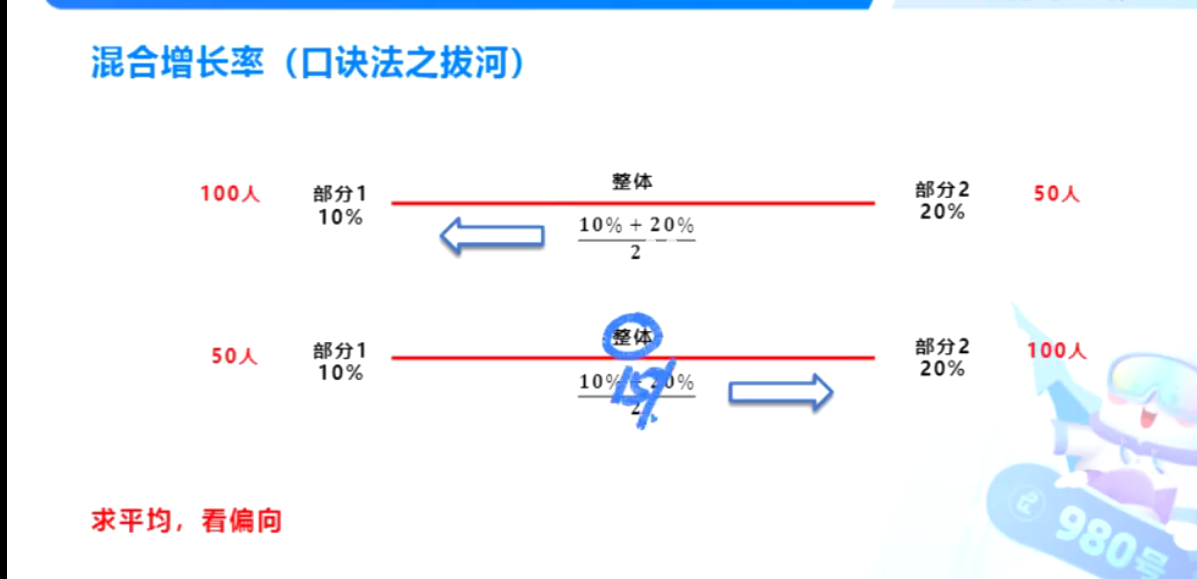 混合增长率（口诀法之拔河）
整体
100人 部分1 部分2 50人
10% 20%
10% + 20%
2
整体
50人 部分1 部分2 100人
10% 20%
10% + 20%
2
15%
求平均，看偏向
980号